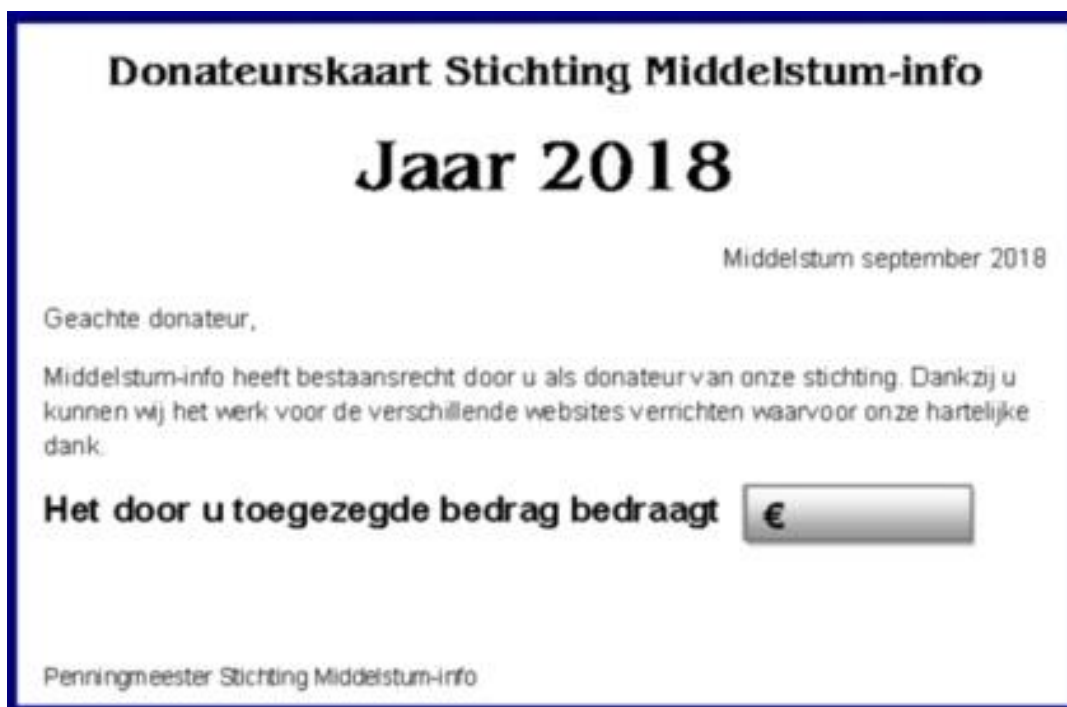 Donateurskaart Stichting Middelstum-info
Jaar 2018
Middelstum september 2018
Geachte donateur,
Middelstum-info heeft bestaansrecht door u als donateur van onze stichting. Dankzij u
kunnen wij het werk voor de verschillende websites verrichten waarvoor onze hartelijke
dank.
Het door u toegezegde bedrag bedraagt €
Penningmeester Stichting Middelstum-info